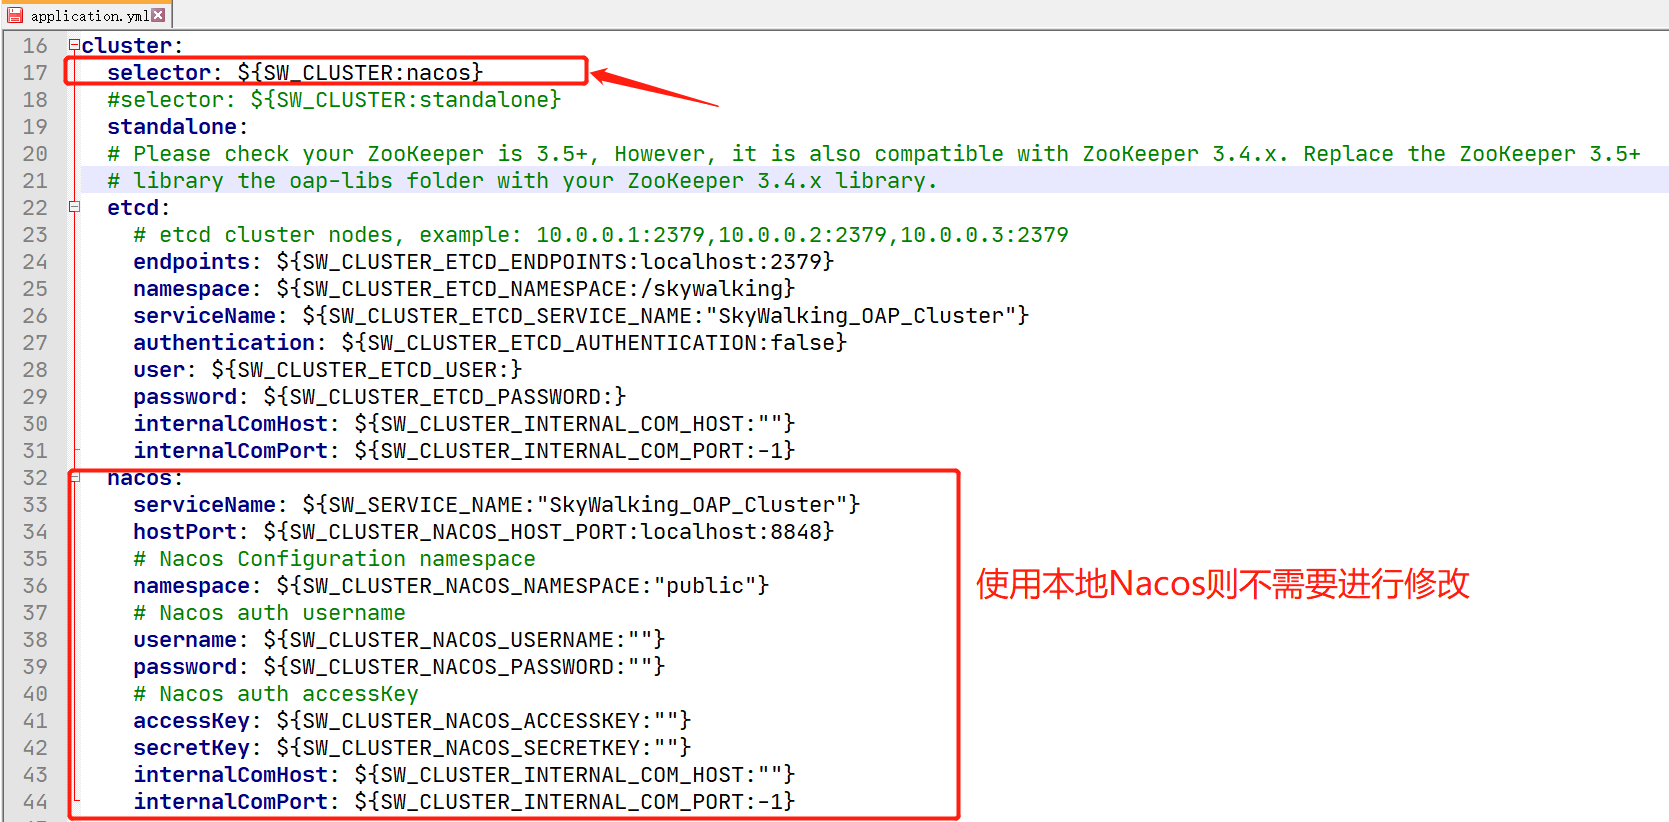 application.yml
16 cluster:
17 selector: ${SW_CLUSTER:nacos}
18 #selector: ${SW_CLUSTER:standalone}
19 standalone:
20 # Please check your ZooKeeper is 3.5+, However, it is also compatible with ZooKeeper 3.4.x. Replace the ZooKeeper 3.5+
21 # library the oap-libs folder with your ZooKeeper 3.4.x library.
22 etcd:
23 # etcd cluster nodes, example: 10.0.0.1:2379,10.0.0.2:2379,10.0.0.3:2379
24 endpoints: ${SW_CLUSTER_ETCD_ENDPOINTS:localhost:2379}
25 namespace: ${SW_CLUSTER_ETCD_NAMESPACE:/skywalking}
26 serviceName: ${SW_CLUSTER_ETCD_SERVICE_NAME:"SkyWalking_OAP_Cluster"}
27 authentication: ${SW_CLUSTER_ETCD_AUTHENTICATION:false}
28 user: ${SW_CLUSTER_ETCD_USER:}
29 password: ${SW_CLUSTER_ETCD_PASSWORD:}
30 internalComHost: ${SW_CLUSTER_INTERNAL_COM_HOST:""}
31 internalComPort: ${SW_CLUSTER_INTERNAL_COM_PORT:-1}
32 nacos:
33 serviceName: ${SW_SERVICE_NAME:"SkyWalking_OAP_Cluster"}
34 hostPort: ${SW_CLUSTER_NACOS_HOST_PORT:localhost:8848}
35 # Nacos Configuration namespace
36 namespace: ${SW_CLUSTER_NACOS_NAMESPACE:"public"}
使用本地Nacos则不需要进行修改
37 # Nacos auth username
38 username: ${SW_CLUSTER_NACOS_USERNAME:""}
39 password: ${SW_CLUSTER_NACOS_PASSWORD:""}
40 # Nacos auth accessKey
41 accessKey: ${SW_CLUSTER_NACOS_ACCESSKEY:""}
42 secretKey: ${SW_CLUSTER_NACOS_SECRETKEY:""}
43 internalComHost: ${SW_CLUSTER_INTERNAL_COM_HOST:""}
44 internalComPort: ${SW_CLUSTER_INTERNAL_COM_PORT:-1}